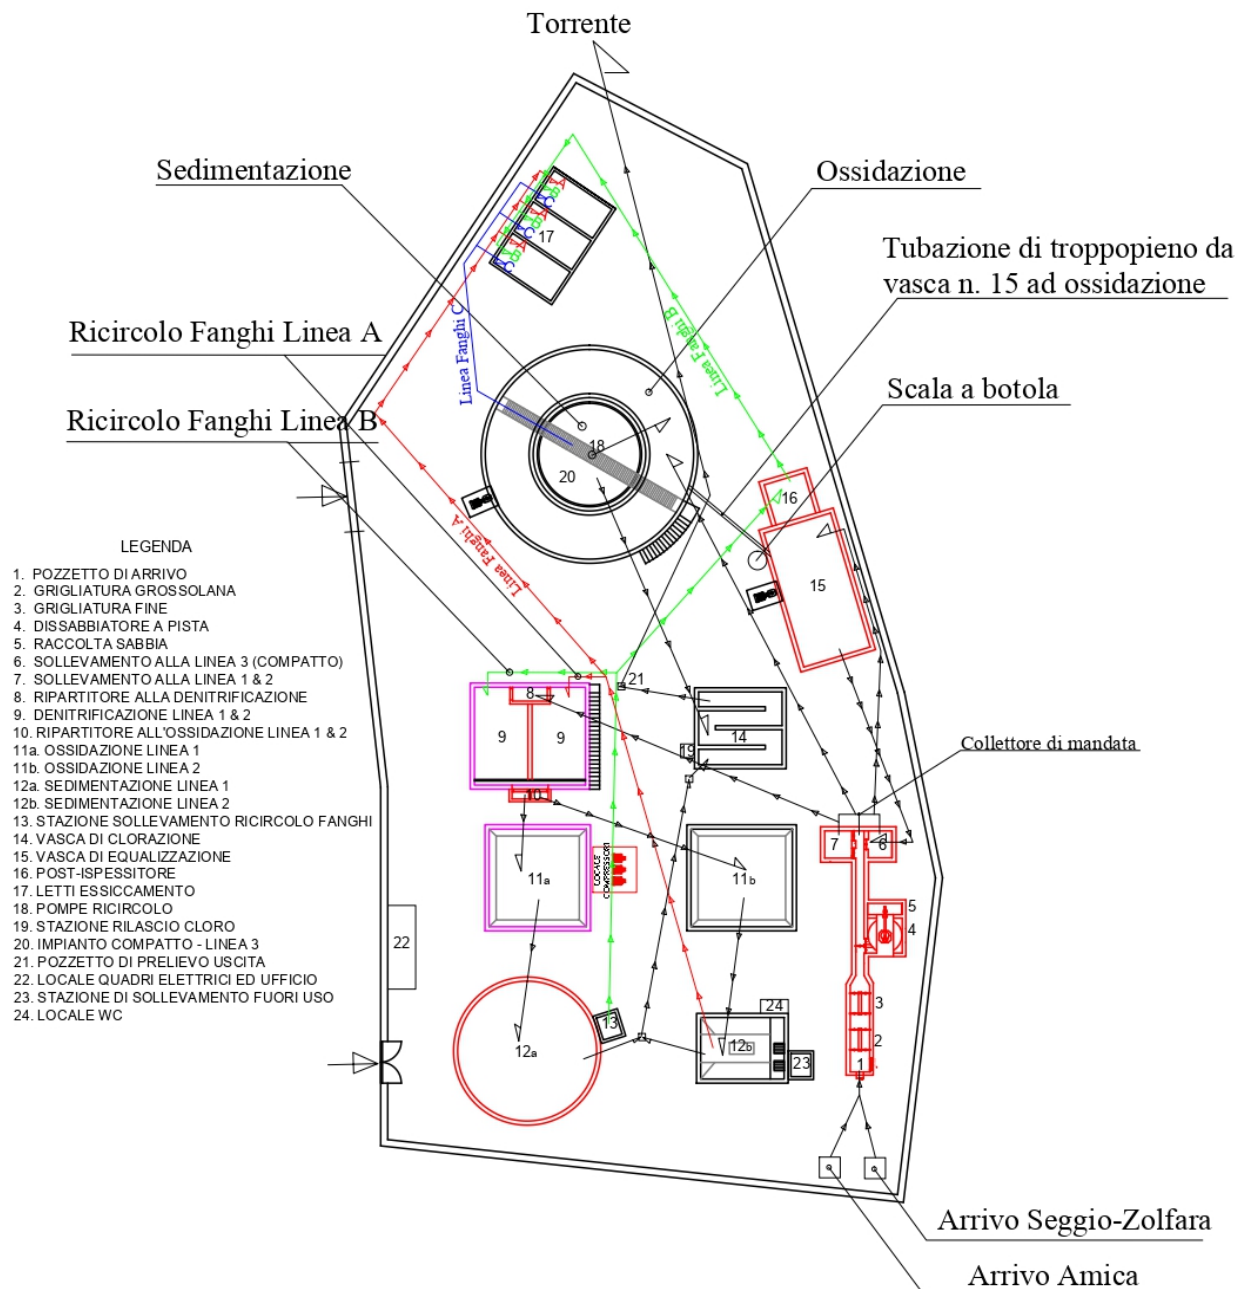 Torrente
Sedimentazione
Ossidazione
Tubazione di troppopieno da
vasca n. 15 ad ossidazione
Ricircolo Fanghi Linea A
Scala a botola
Ricircolo Fanghi Linea B
Linea Fanghi C
Linea Fanghi B
Linea Fanghi A
A
B
C
A
B
C
A
B
C
17
18
20
16
15
21
8
9
9
19
14
10
Collettore di mandata
7
6
11a
LOCALE
COMPRESSORI
11b
5
4
22
3
24
13
12a
12b
2
23
1
LEGENDA
1. POZZETTO DI ARRIVO
2. GRIGLIATURA GROSSOLANA
3. GRIGLIATURA FINE
4. DISSABBIATORE A PISTA
5. RACCOLTA SABBIA
6. SOLLEVAMENTO ALLA LINEA 3 (COMPATTO)
7. SOLLEVAMENTO ALLA LINEA 1 & 2
8. RIPARTITORE ALLA DENITRIFICAZIONE
9. DENITRIFICAZIONE LINEA 1 & 2
10. RIPARTITORE ALL'OSSIDAZIONE LINEA 1 & 2
11a. OSSIDAZIONE LINEA 1
11b. OSSIDAZIONE LINEA 2
12a. SEDIMENTAZIONE LINEA 1
12b. SEDIMENTAZIONE LINEA 2
13. STAZIONE SOLLEVAMENTO RICIRCOLO FANGHI
14. VASCA DI CLORAZIONE
15. VASCA DI EQUALIZZAZIONE
16. POST-ISPESSITORE
17. LETTI ESSICCAMENTO
18. POMPE RICIRCOLO
19. STAZIONE RILASCIO CLORO
20. IMPIANTO COMPATTO - LINEA 3
21. POZZETTO DI PRELIEVO USCITA
22. LOCALE QUADRI ELETTRICI ED UFFICIO
23. STAZIONE DI SOLLEVAMENTO FUORI USO
24. LOCALE WC
Arrivo Seggio-Zolfara
Arrivo Amica